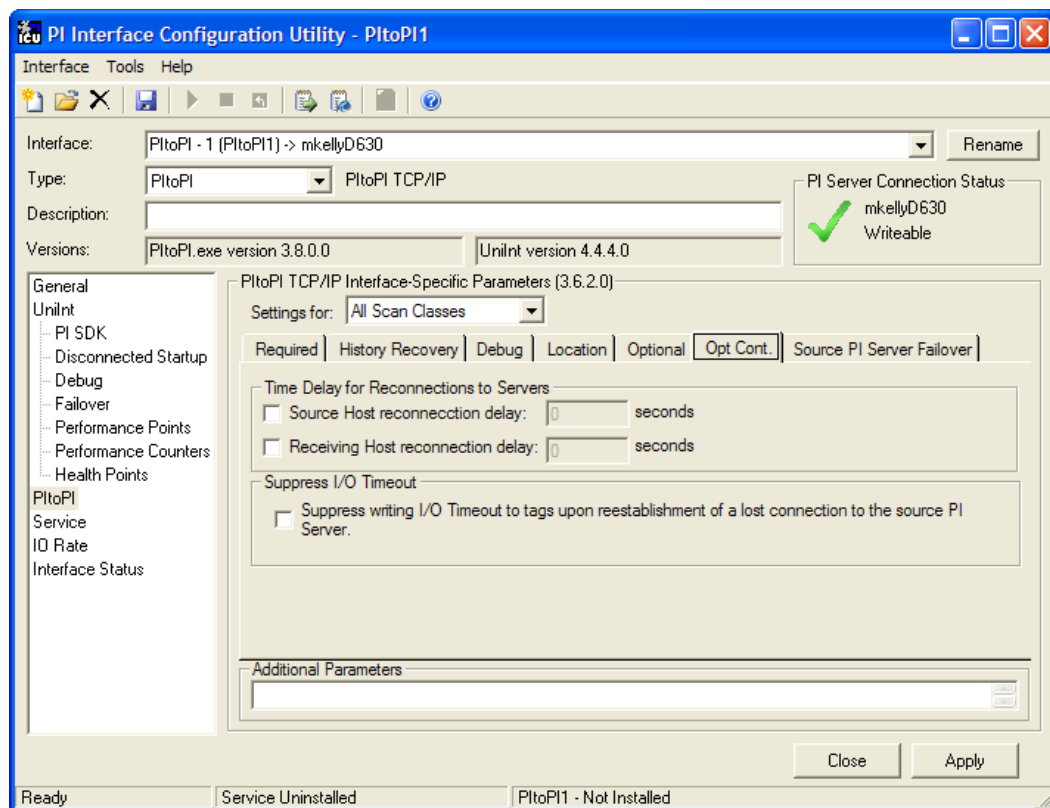 PI Interface Configuration Utility - PItoPI1
Interface Tools Help
Interface: PItoPI - 1 (PItoPI1) -> mkellyD630 Rename
Type: PItoPI PItoPI TCP/IP
PI Server Connection Status
mkellyD630
Writeable
Description:
Versions: PItoPI.exe version 3.8.0.0 UniInt version 4.4.4.0
General
UniInt
PI SDK
Disconnected Startup
Debug
Failover
Performance Points
Performance Counters
Health Points
PItoPI
Service
IO Rate
Interface Status
PItoPI TCP/IP Interface-Specific Parameters (3.6.2.0)
Settings for: All Scan Classes
Required History Recovery Debug Location Optional Opt Cont. Source PI Server Failover
Time Delay for Reconnections to Servers
Source Host reconnecction delay: 0 seconds
Receiving Host reconnection delay: 0 seconds
Suppress I/O Timeout
Suppress writing I/O Timeout to tags upon reestablishment of a lost connection to the source PI
Server.
Additional Parameters
Close Apply
Ready Service Uninstalled PItoPI1 - Not Installed